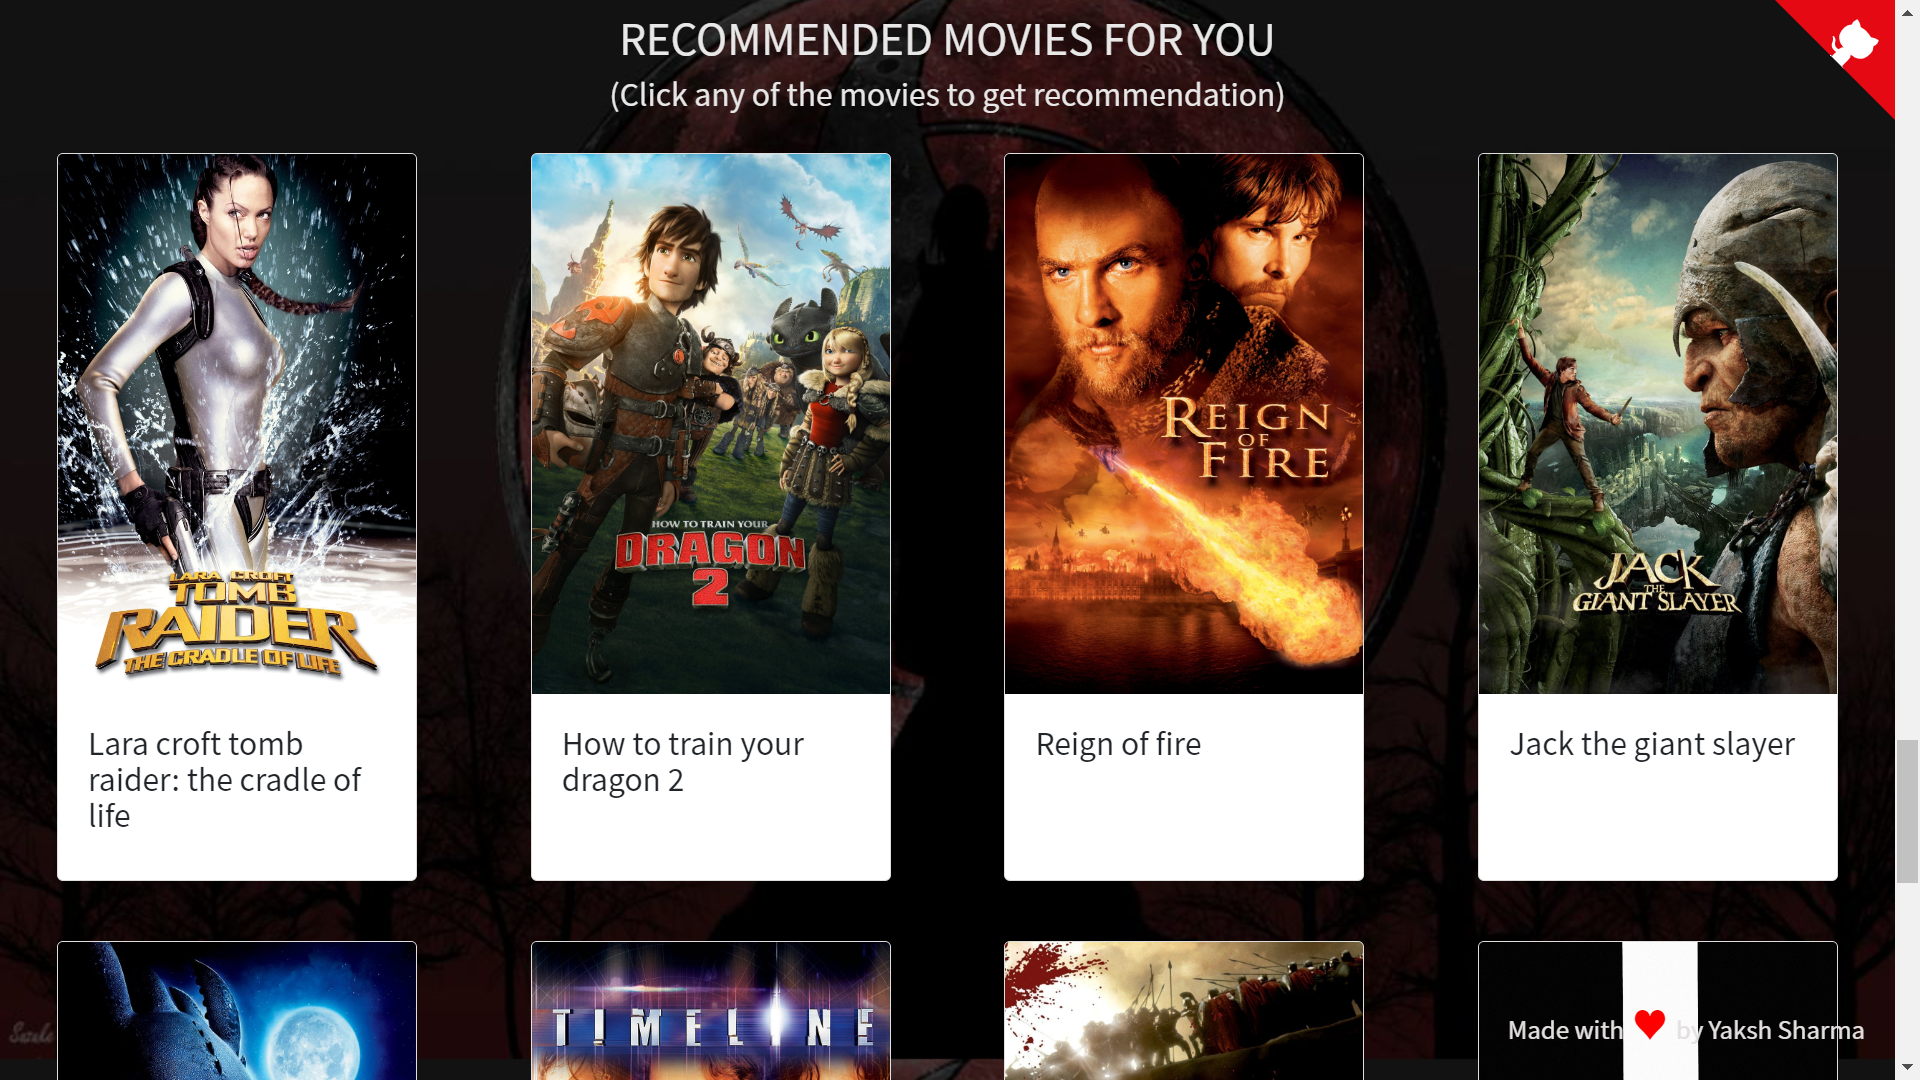 RECOMMENDED MOVIES FOR YOU
(Click any of the movies to get recommendation)
LARA CROFT
TOMB
RAIDER
THE CRADLE OF LIFE
HOW TO TRAIN YOUR
DRAGON
2
REIGN
OF
FIRE
JACK
THE
GIANT SLAYER
Lara croft tomb
raider: the cradle of
life
How to train your
dragon 2
Reign of fire
Jack the giant slayer
TIMELINE
Made with ♥ by Yaksh Sharma